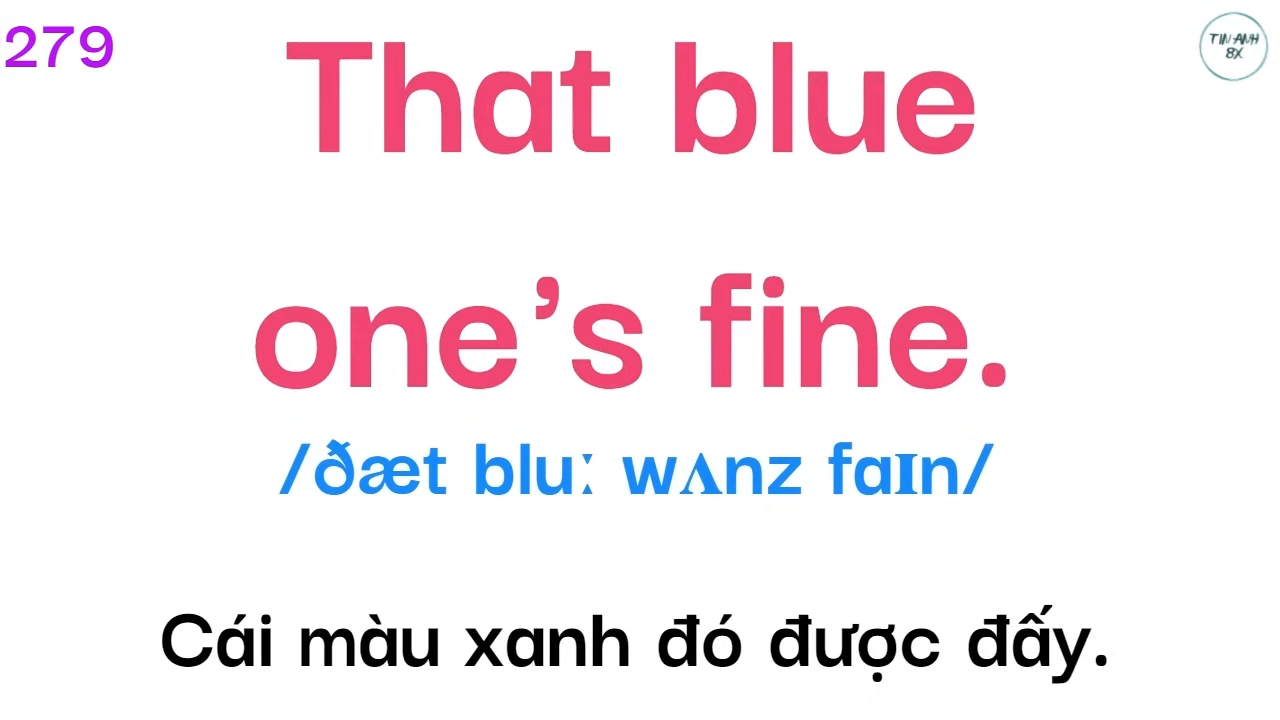 279
TIN ANH
8X
That blue
one’s fine.
/ðæt bluː wʌnz faɪn/
Cái màu xanh đó được đấy.